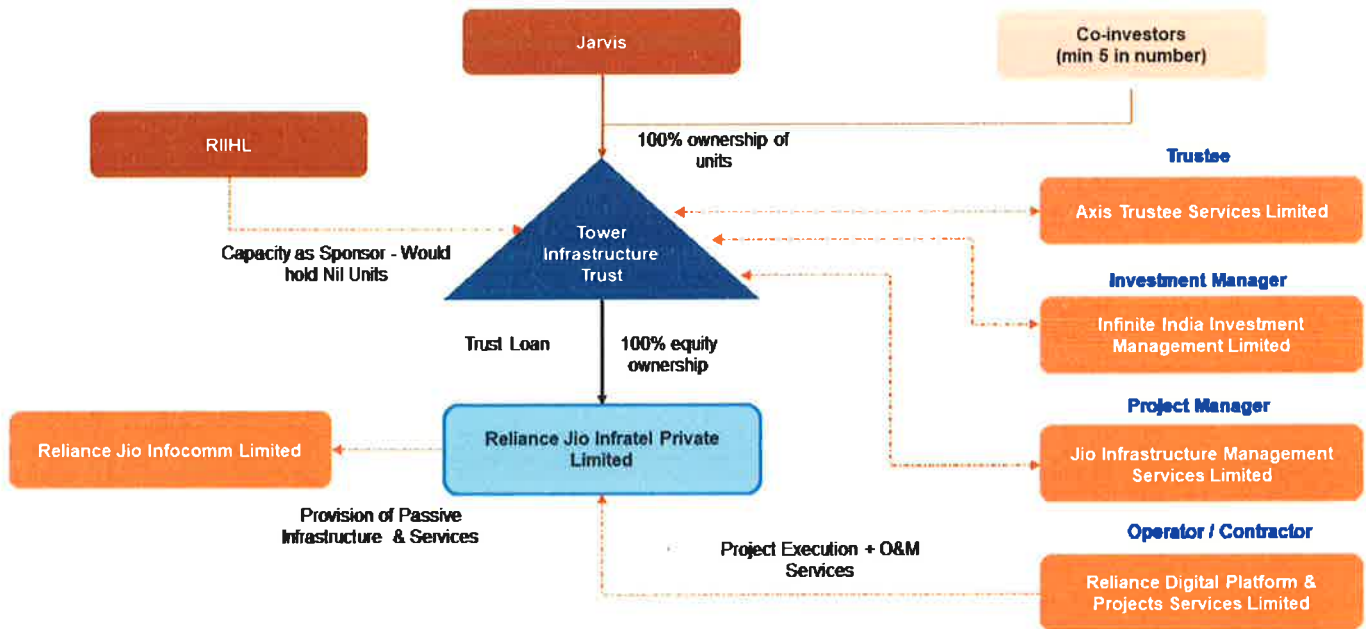 Jarvis
Co-investors
(min 5 in number)
RIIHL
100% ownership of
units
Trustee
Axis Trustee Services Limited
Capacity as Sponsor - Would
hold Nil Units
Tower
Infrastructure
Trust
Investment Manager
Infinite India Investment
Management Limited
Trust Loan
100% equity
ownership
Project Manager
Jio Infrastructure Management
Services Limited
Reliance Jio Infratel Private
Limited
Reliance Jio Infocomm Limited
Provision of Passive
Infrastructure & Services
Project Execution + O&M
Services
Operator / Contractor
Reliance Digital Platform &
Projects Services Limited